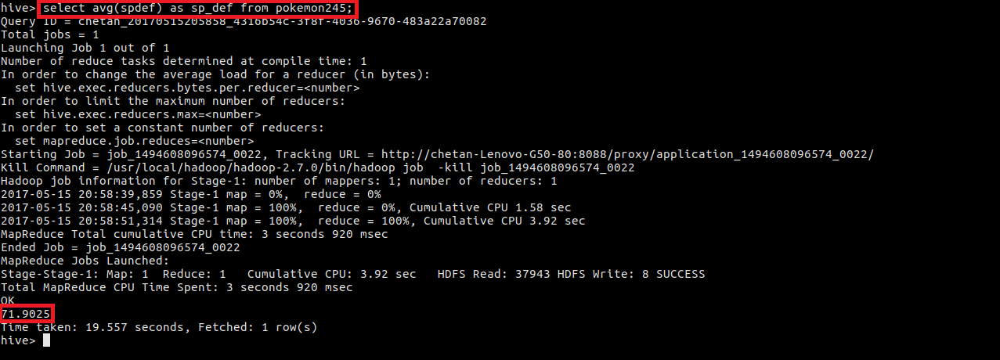 hive> select avg(spdef) as sp_def from pokemon245;
Query ID = chetan_20170515205858_4316b54c-3f8f-4036-9670-483a22a70082
Total jobs = 1
Launching Job 1 out of 1
Number of reduce tasks determined at compile time: 1
In order to change the average load for a reducer (in bytes):
  set hive.exec.reducers.bytes.per.reducer=<number>
In order to limit the maximum number of reducers:
  set hive.exec.reducers.max=<number>
In order to set a constant number of reducers:
  set mapreduce.job.reduces=<number>
Starting Job = job_1494608096574_0022, Tracking URL = http://chetan-Lenovo-G50-80:8088/proxy/application_1494608096574_0022/
Kill Command = /usr/local/hadoop/hadoop-2.7.0/bin/hadoop job  -kill job_1494608096574_0022
Hadoop job information for Stage-1: number of mappers: 1; number of reducers: 1
2017-05-15 20:58:39,859 Stage-1 map = 0%,  reduce = 0%
2017-05-15 20:58:45,090 Stage-1 map = 100%,  reduce = 0%, Cumulative CPU 1.58 sec
2017-05-15 20:58:51,314 Stage-1 map = 100%,  reduce = 100%, Cumulative CPU 3.92 sec
MapReduce Total cumulative CPU time: 3 seconds 920 msec
Ended Job = job_1494608096574_0022
MapReduce Jobs Launched:
Stage-Stage-1: Map: 1  Reduce: 1   Cumulative CPU: 3.92 sec   HDFS Read: 37943 HDFS Write: 8 SUCCESS
Total MapReduce CPU Time Spent: 3 seconds 920 msec
OK
71.9025
Time taken: 19.557 seconds, Fetched: 1 row(s)
hive>